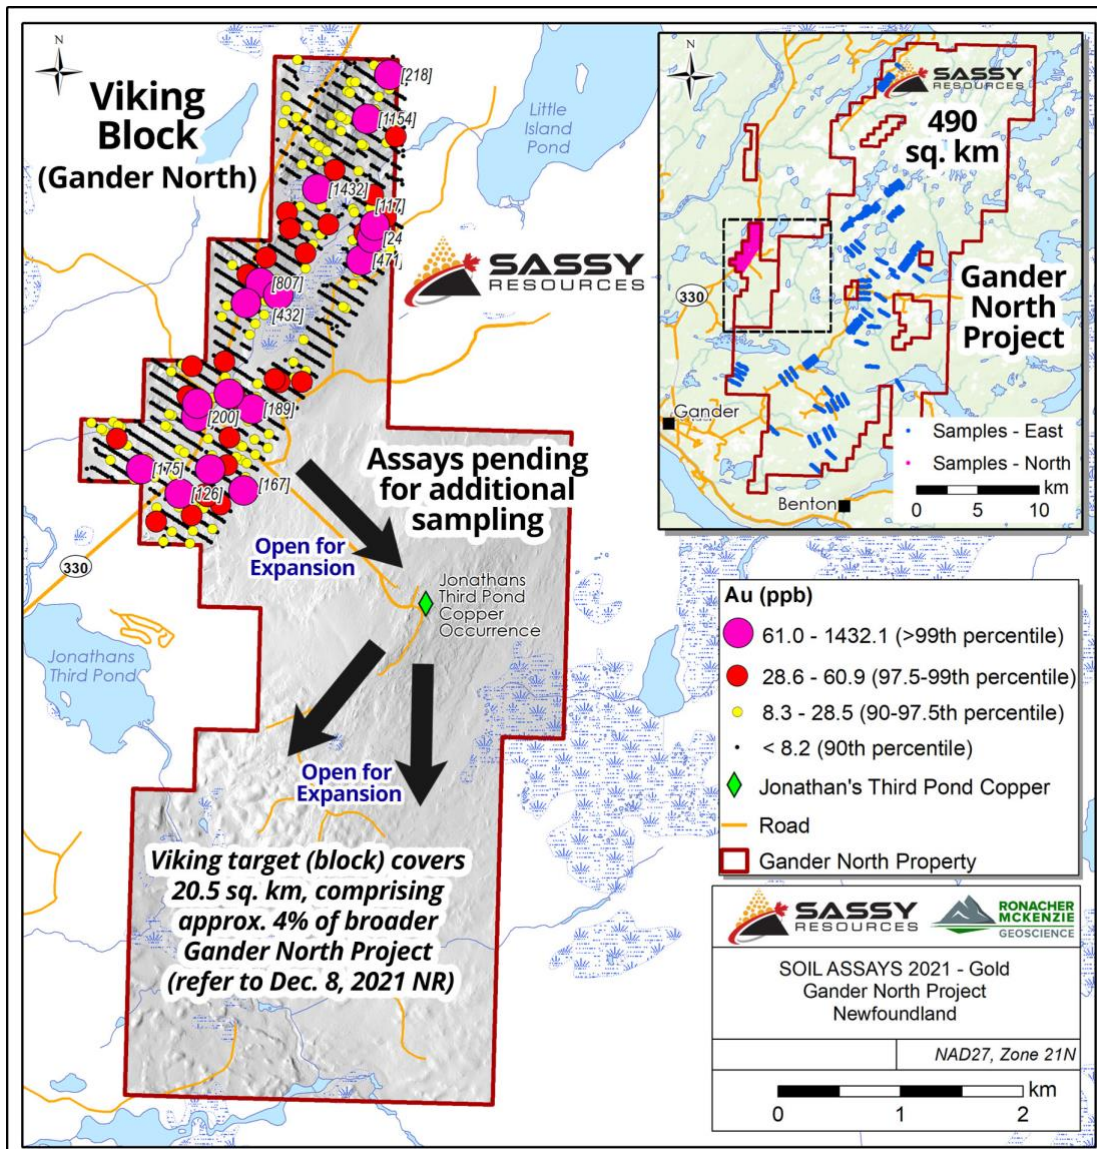 N
Viking
Block
(Gander North)
[218]
[1154]
[1432]
[117]
[24
[471]
[807]
[432]
[200]
[189]
[175]
[126]
[167]
Little
Island
Pond
SASSY
RESOURCES
Assays pending
for additional
sampling
Open for
Expansion
330
Jonathans
Third Pond
Copper
Occurrence
Jonathans
Third Pond
Open for
Expansion
Viking target (block) covers
20.5 sq. km, comprising
approx. 4% of broader
Gander North Project
(refer to Dec. 8, 2021 NR)
N
SASSY
RESOURCES
490
sq. km
Gander
North
Project
330
Gander
Benton
Samples - East
Samples - North
km
0 5 10
Au (ppb)
61.0 - 1432.1 (>99th percentile)
28.6 - 60.9 (97.5-99th percentile)
8.3 - 28.5 (90-97.5th percentile)
< 8.2 (90th percentile)
Jonathan's Third Pond Copper
Road
Gander North Property
SASSY
RESOURCES
RONACHER
MCKENZIE
GEOSCIENCE
SOIL ASSAYS 2021 - Gold
Gander North Project
Newfoundland
NAD27, Zone 21N
km
0 1 2